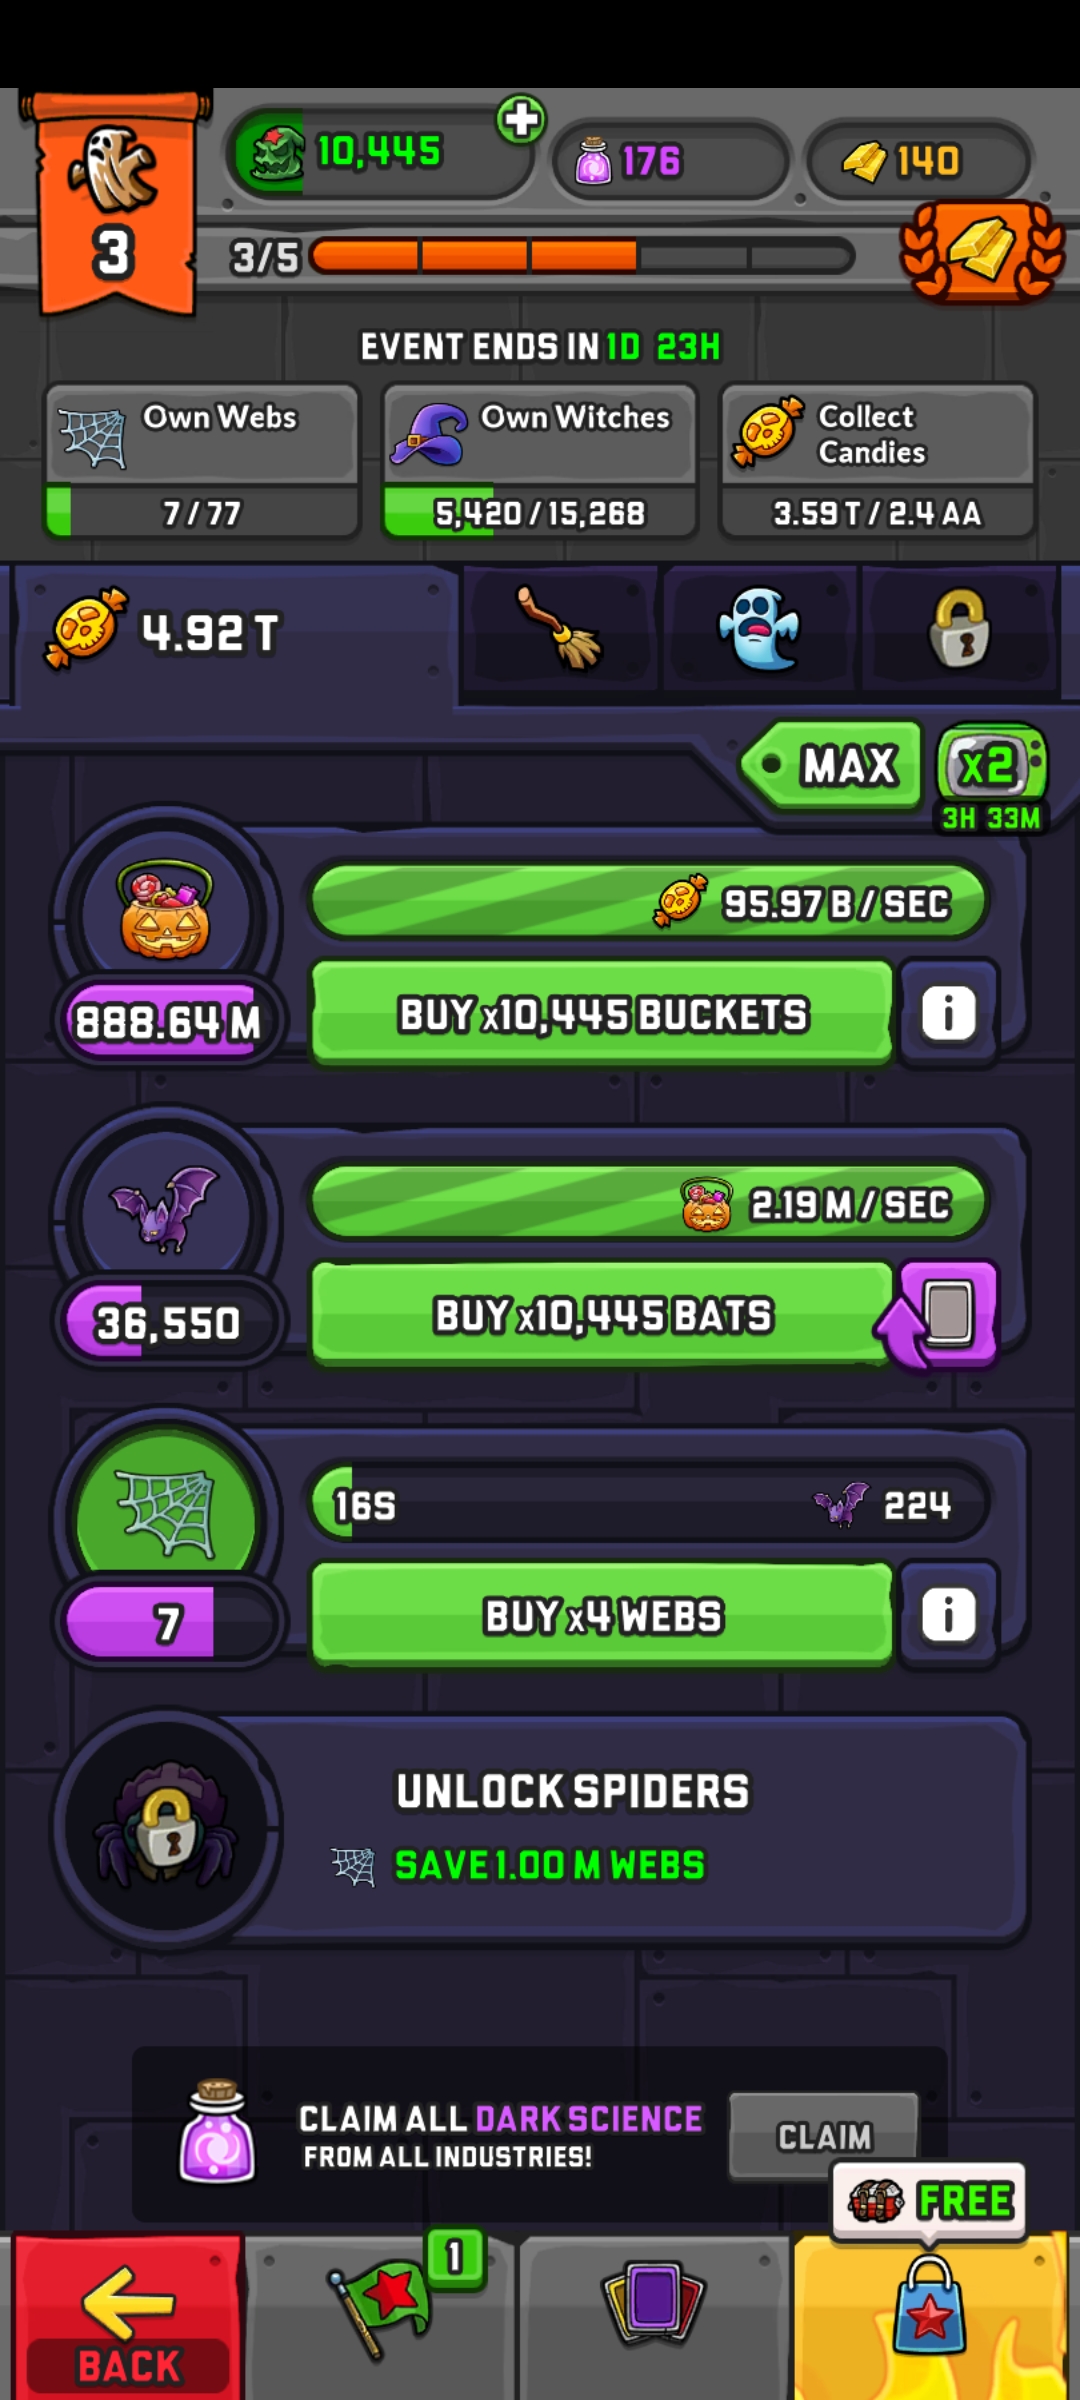 10,445
176
140
3
3/5
EVENT ENDS IN 1D 23H
Own Webs
7/77
Own Witches
5,420/15,268
Collect
Candies
3.59 T/2.4 AA
4.92 T
MAX
x2
3H 33M
95.97 B/SEC
888.64 M
BUY x10,445 BUCKETS
i
2.19 M/SEC
36,550
BUY x10,445 BATS
16S
224
7
BUY x4 WEBS
i
UNLOCK SPIDERS
SAVE 1.00 M WEBS
CLAIM ALL DARK SCIENCE
FROM ALL INDUSTRIES!
CLAIM
FREE
1
BACK